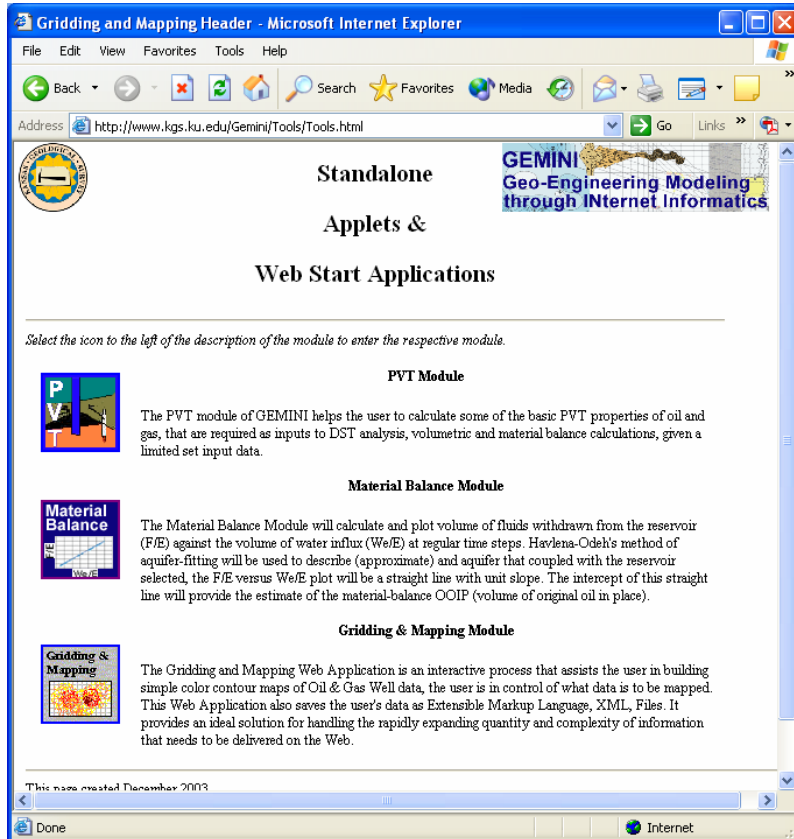 Gridding and Mapping Header - Microsoft Internet Explorer
File Edit View Favorites Tools Help
Back Search Favorites Media
Address http://www.kgs.ku.edu/Gemini/Tools/Tools.html Go Links
KANSAS GEOLOGICAL SURVEY
GEMINI
Geo-Engineering Modeling
through INternet Informatics
Standalone
Applets &
Web Start Applications
Select the icon to the left of the description of the module to enter the respective module.
PVT
PVT Module
The PVT module of GEMINI helps the user to calculate some of the basic PVT properties of oil and
gas, that are required as inputs to DST analysis, volumetric and material balance calculations, given a
limited set input data.
Material
Balance
F/E
We/E
Material Balance Module
The Material Balance Module will calculate and plot volume of fluids withdrawn from the reservoir
(F/E) against the volume of water influx (We/E) at regular time steps. Havlena-Odeh's method of
aquifer-fitting will be used to describe (approximate) and aquifer that coupled with the reservoir
selected, the F/E versus We/E plot will be a straight line with unit slope. The intercept of this straight
line will provide the estimate of the material-balance OOIP (volume of original oil in place).
Gridding &
Mapping
Gridding & Mapping Module
The Gridding and Mapping Web Application is an interactive process that assists the user in building
simple color contour maps of Oil & Gas Well data, the user is in control of what data is to be mapped.
This Web Application also saves the user's data as Extensible Markup Language, XML, Files. It
provides an ideal solution for handling the rapidly expanding quantity and complexity of information
that needs to be delivered on the Web.
This page created December 2003
Done Internet